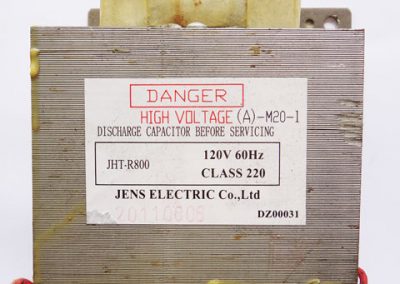 DANGER
HIGH VOLTAGE (A)-M20-1
DISCHARGE CAPACITOR BEFORE SERVICING
JHT-R800
120V 60Hz
CLASS 220
JENS ELECTRIC Co.,Ltd
DZ00031